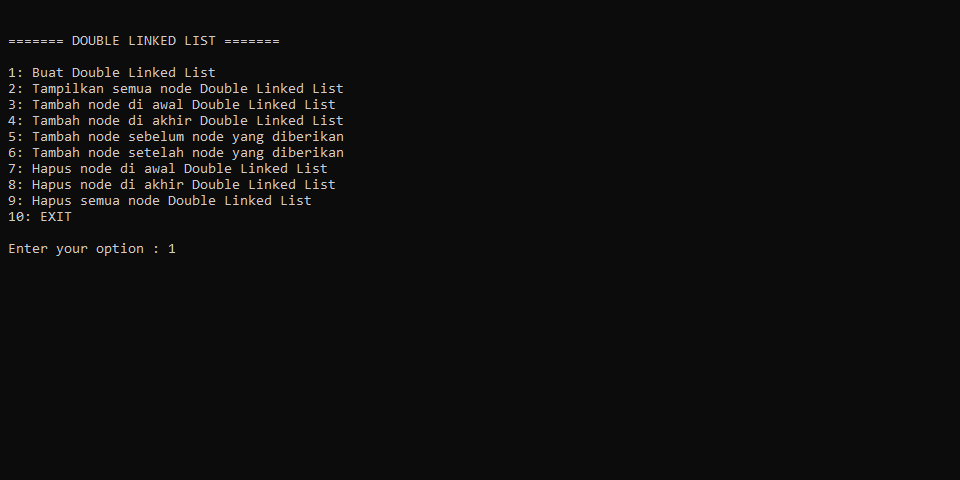 ======= DOUBLE LINKED LIST =======
1: Buat Double Linked List
2: Tampilkan semua node Double Linked List
3: Tambah node di awal Double Linked List
4: Tambah node di akhir Double Linked List
5: Tambah node sebelum node yang diberikan
6: Tambah node setelah node yang diberikan
7: Hapus node di awal Double Linked List
8: Hapus node di akhir Double Linked List
9: Hapus semua node Double Linked List
10: EXIT
Enter your option : 1